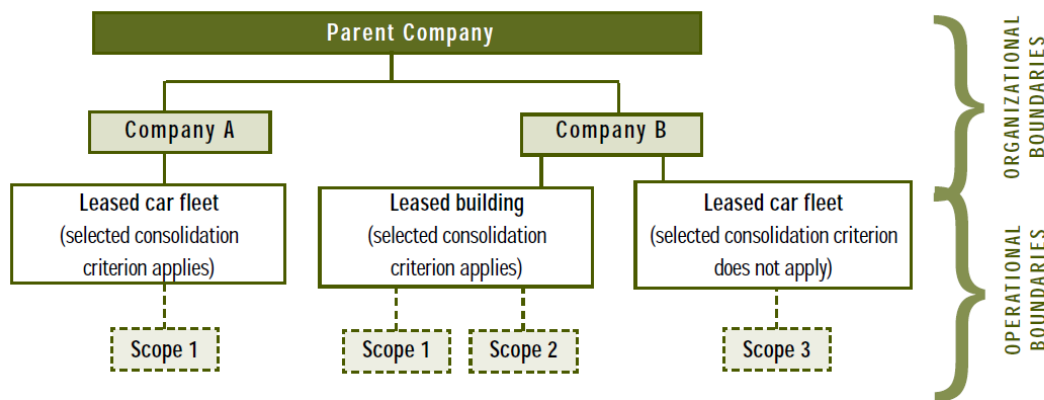 Parent Company
Company A
Company B
Leased car fleet
(selected consolidation
criterion applies)
Leased building
(selected consolidation
criterion applies)
Leased car fleet
(selected consolidation criterion
does not apply)
Scope 1
Scope 1
Scope 2
Scope 3
ORGANIZATIONAL
BOUNDARIES
OPERATIONAL
BOUNDARIES